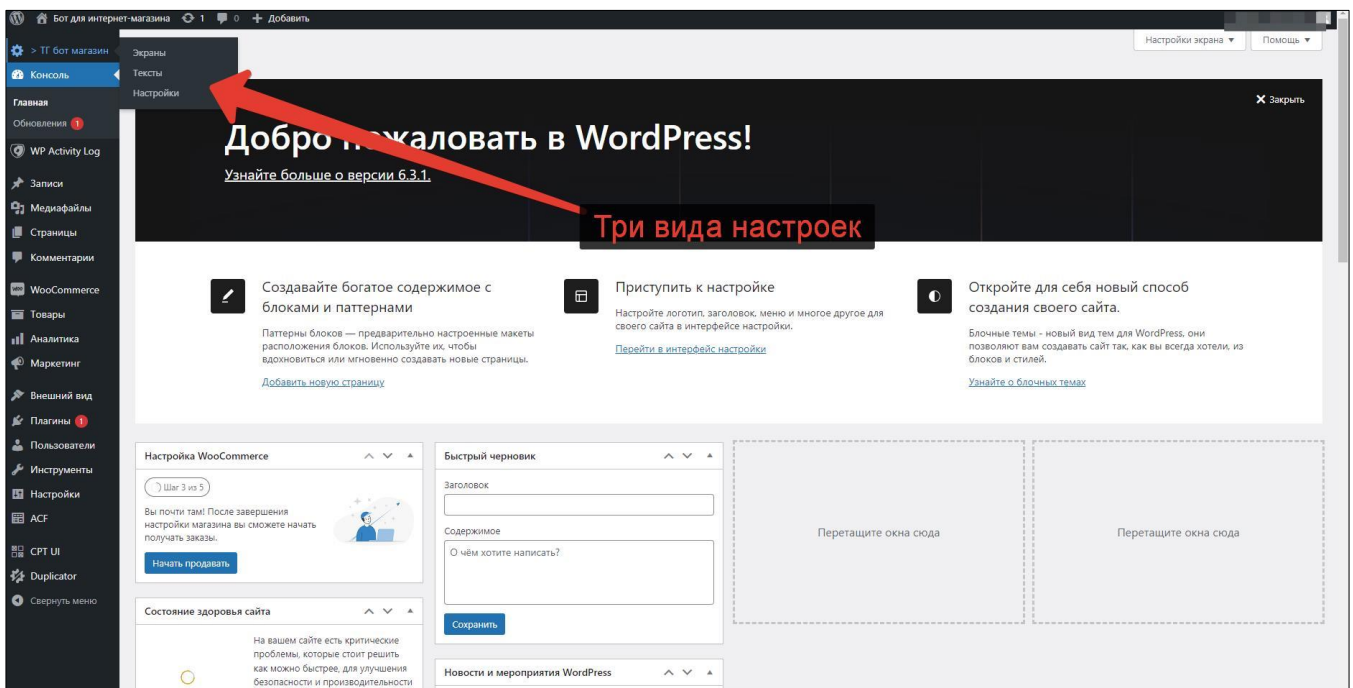 Бот для интернет-магазина 1 0 Добавить
> ТГ бот магазин
Экраны
Тексты
Настройки
Настройки экрана
Помощь
Консоль
Главная
Обновления 1
WP Activity Log
Записи
Медиафайлы
Страницы
Комментарии
WooCommerce
Товары
Аналитика
Маркетинг
Внешний вид
Плагины 1
Пользователи
Инструменты
Настройки
ACF
CPT UI
Duplicator
Свернуть меню
Закрыть
Добро пожаловать в WordPress!
Узнайте больше о версии 6.3.1.
Три вида настроек
Создавайте богатое содержимое с
блоками и паттернами
Паттерны блоков — предварительно настроенные макеты
расположения блоков. Используйте их, чтобы
вдохновиться или мгновенно создавать новые страницы.
Добавить новую страницу
Приступить к настройке
Настройте логотип, заголовок, меню и многое другое для
своего сайта в интерфейсе настройки.
Перейти в интерфейс настройки
Откройте для себя новый способ
создания своего сайта.
Блочные темы - новый вид тем для WordPress, они
позволяют вам создавать сайт так, как вы всегда хотели, из
блоков и стилей.
Узнайте о блочных темах
Настройка WooCommerce
Шаг 3 из 5
Вы почти там! После завершения
настройки магазина вы сможете начать
получать заказы.
Начать продавать
Состояние здоровья сайта
На вашем сайте есть критические
проблемы, которые стоит решить
как можно быстрее, для улучшения
безопасности и производительности
Быстрый черновик
Заголовок
Содержимое
О чём хотите написать?
Сохранить
Новости и мероприятия WordPress
Перетащите окна сюда
Перетащите окна сюда